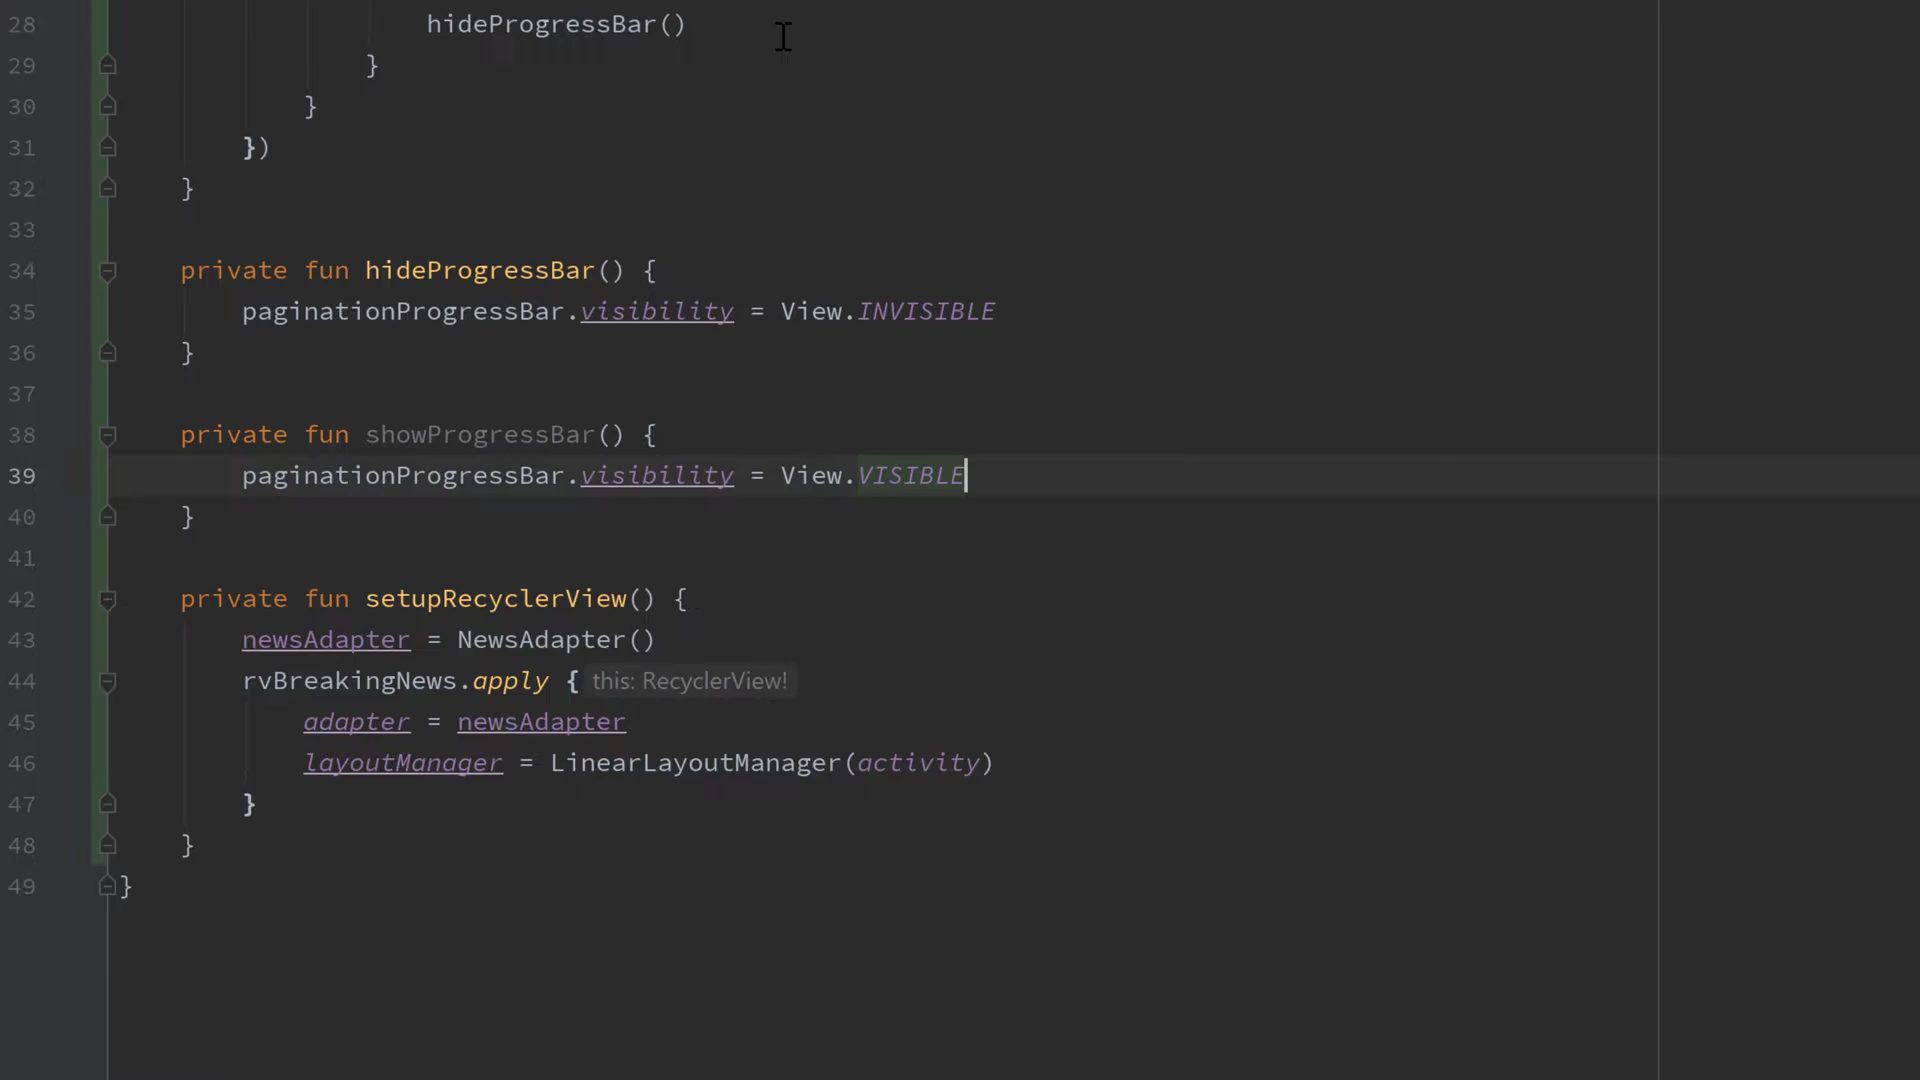 28 hideProgressBar()
29 }
30 }
31 })
32 }
33
34 private fun hideProgressBar() {
35 paginationProgressBar.visibility = View.INVISIBLE
36 }
37
38 private fun showProgressBar() {
39 paginationProgressBar.visibility = View.VISIBLE
40 }
41
42 private fun setupRecyclerView() {
43 newsAdapter = NewsAdapter()
44 rvBreakingNews.apply { this: RecyclerView!
45 adapter = newsAdapter
46 layoutManager = LinearLayoutManager(activity)
47 }
48 }
49 }